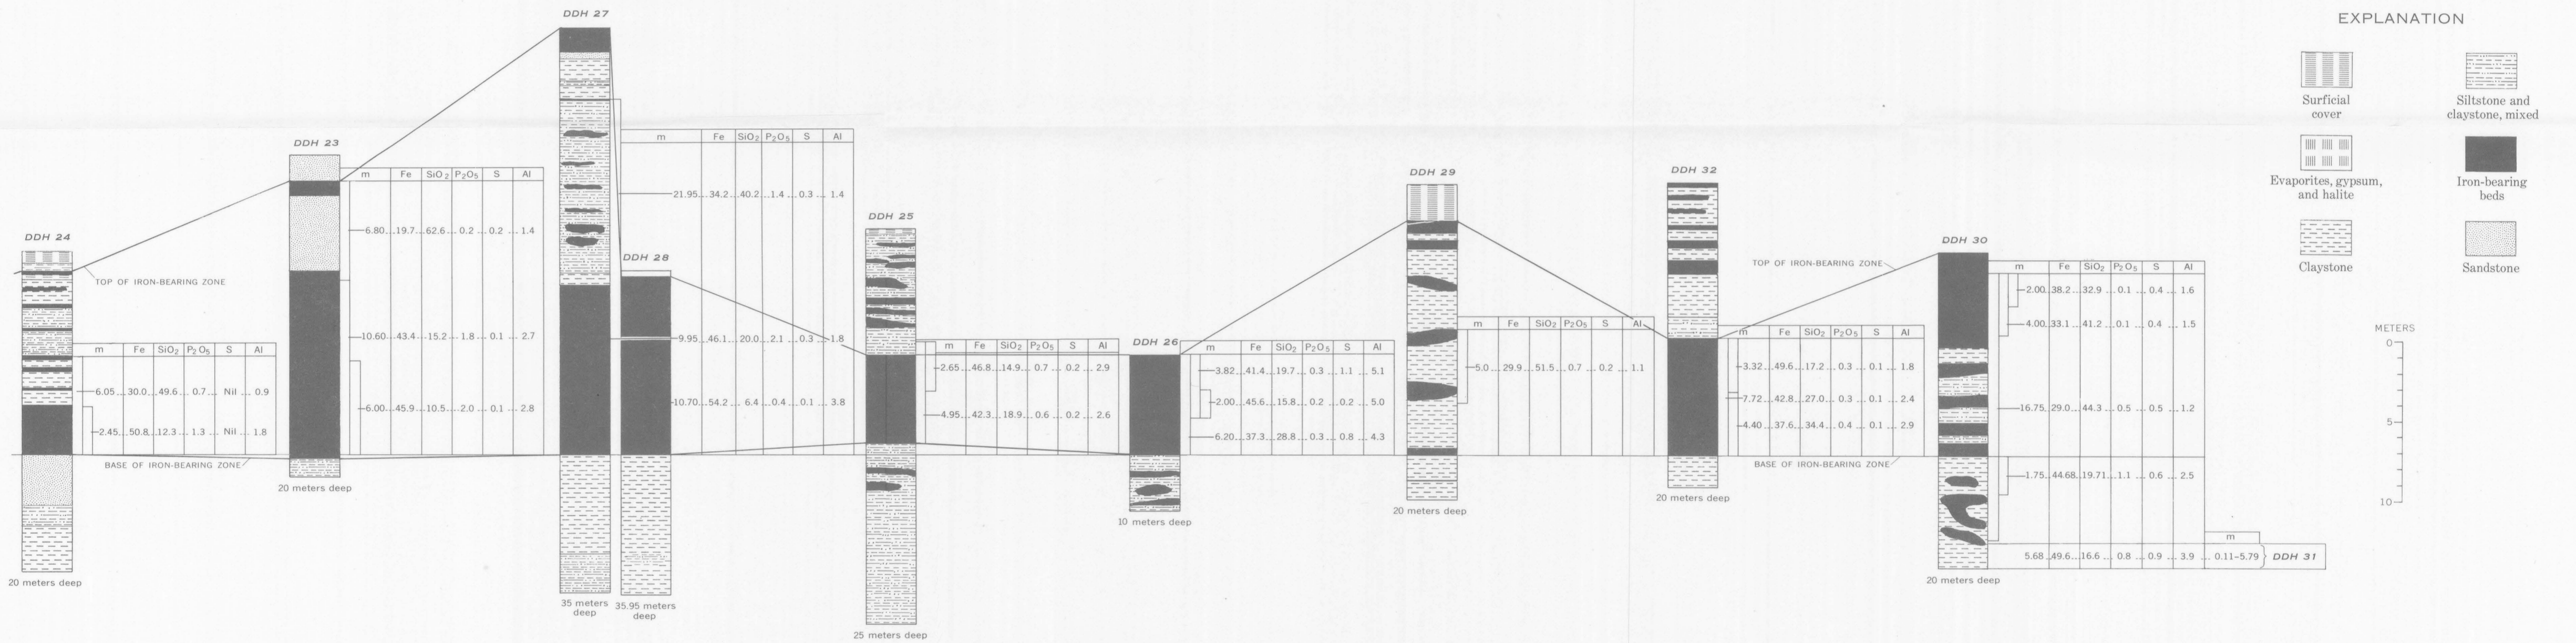 EXPLANATION
Surficial
cover
Siltstone and
claystone, mixed
Evaporites, gypsum,
and halite
Iron-bearing
beds
Claystone
Sandstone
METERS
0
5
10
DDH 24
TOP OF IRON-BEARING ZONE
m Fe SiO2 P2O5 S Al
6.05 30.0 49.6 0.7 Nil 0.9
2.45 50.8 12.3 1.3 Nil 1.8
BASE OF IRON-BEARING ZONE
20 meters deep
DDH 23
m Fe SiO2 P2O5 S Al
6.80 19.7 62.6 0.2 0.2 1.4
10.60 43.4 15.2 1.8 0.1 2.7
6.00 45.9 10.5 2.0 0.1 2.8
20 meters deep
DDH 27
m Fe SiO2 P2O5 S Al
21.95 34.2 40.2 1.4 0.3 1.4
35 meters
deep
DDH 28
9.95 46.1 20.0 2.1 0.3 1.8
10.70 54.2 6.4 0.4 0.1 3.8
35.95 meters
deep
DDH 25
m Fe SiO2 P2O5 S Al
2.65 46.8 14.9 0.7 0.2 2.9
4.95 42.3 18.9 0.6 0.2 2.6
25 meters deep
DDH 26
m Fe SiO2 P2O5 S Al
3.82 41.4 19.7 0.3 1.1 5.1
2.00 45.6 15.8 0.2 0.2 5.0
6.20 37.3 28.8 0.3 0.8 4.3
10 meters deep
DDH 29
m Fe SiO2 P2O5 S Al
5.0 29.9 51.5 0.7 0.2 1.1
20 meters deep
DDH 32
m Fe SiO2 P2O5 S Al
3.32 49.6 17.2 0.3 0.1 1.8
7.72 42.8 27.0 0.3 0.1 2.4
4.40 37.6 34.4 0.4 0.1 2.9
20 meters deep
TOP OF IRON-BEARING ZONE
BASE OF IRON-BEARING ZONE
DDH 30
m Fe SiO2 P2O5 S Al
2.00 38.2 32.9 0.1 0.4 1.6
4.00 33.1 41.2 0.1 0.4 1.5
16.75 29.0 44.3 0.5 0.5 1.2
1.75 44.68 19.71 1.1 0.6 2.5
m
5.68 49.6 16.6 0.8 0.9 3.9 0.11-5.79 DDH 31
20 meters deep